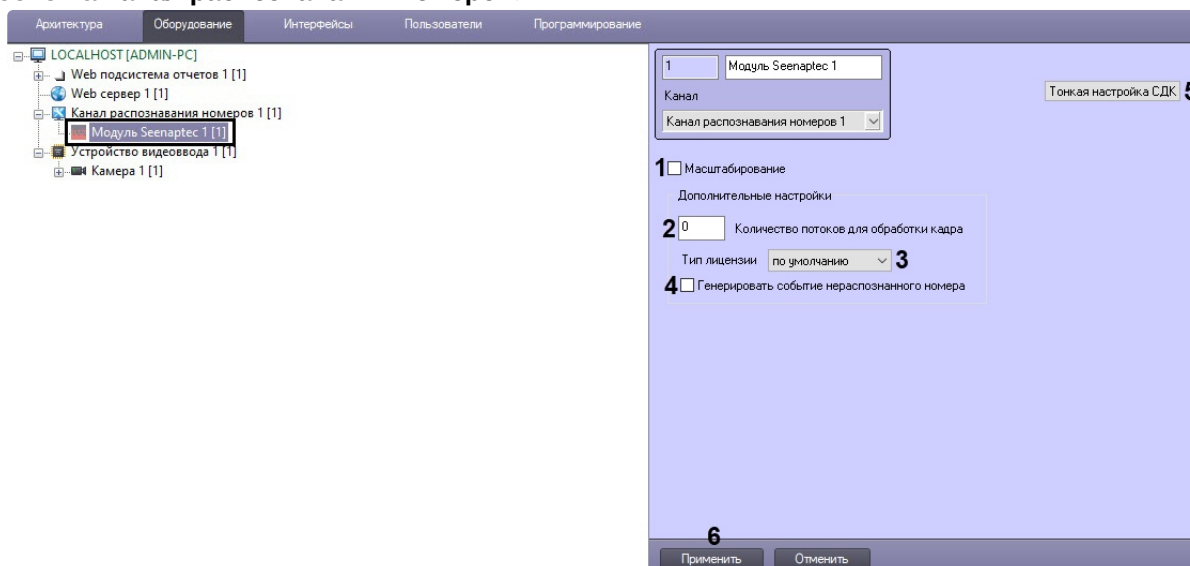 Архитектура Оборудование Интерфейсы Пользователи Программирование
LOCALHOST [ADMIN-PC]
Web подсистема отчетов 1 [1]
Web сервер 1 [1]
Канал распознавания номеров 1 [1]
Модуль Seenaptec 1 [1]
Устройство видеоввода 1 [1]
Камера 1 [1]
1 Модуль Seenaptec 1
Канал
Канал распознавания номеров 1
Тонкая настройка СДК 5
1 Масштабирование
Дополнительные настройки
2 0 Количество потоков для обработки кадра
Тип лицензии по умолчанию 3
4 Генерировать событие нераспознанного номера
6
Применить Отменить